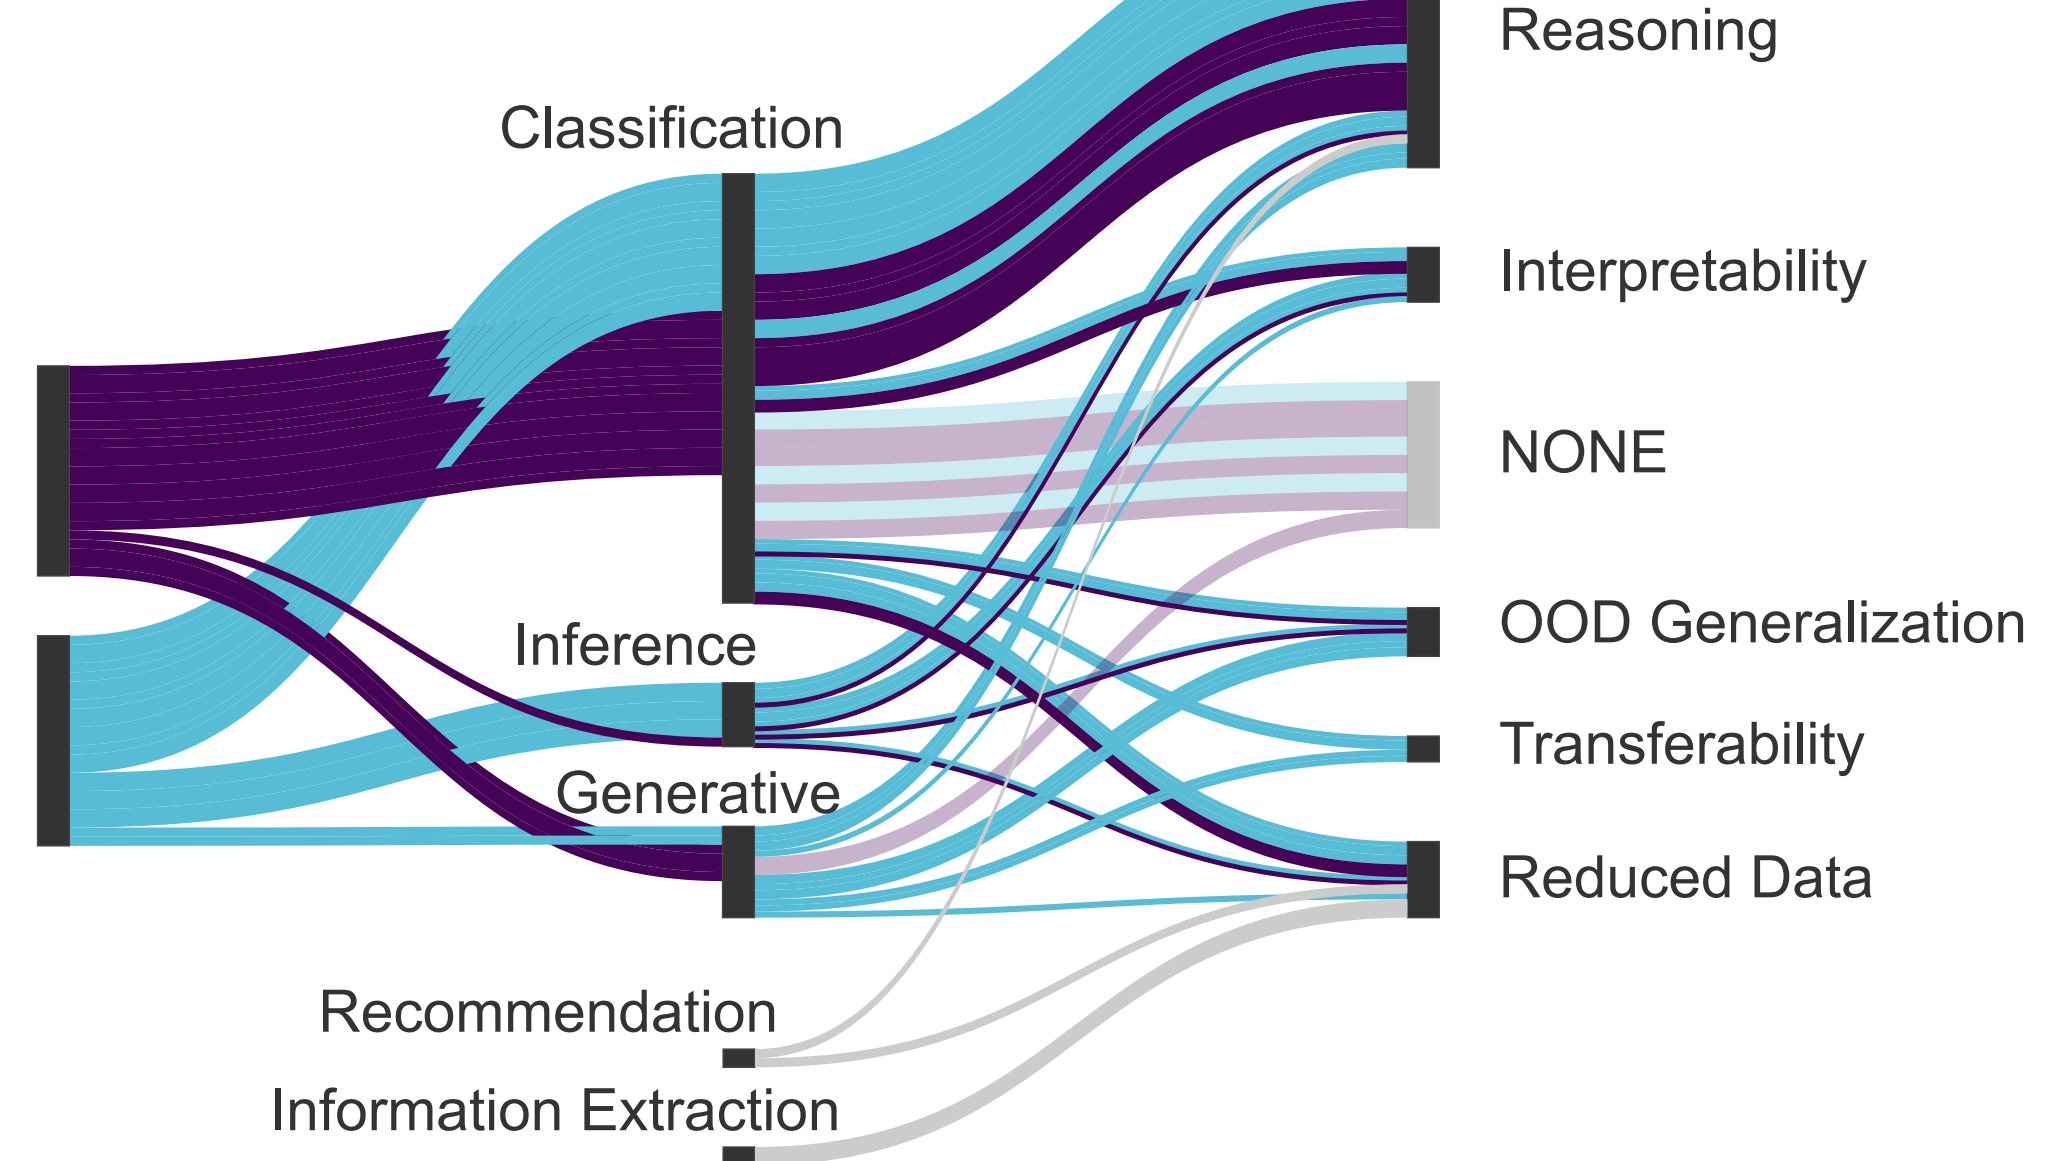 Reasoning
Classification
Interpretability
NONE
OOD Generalization
Inference
Transferability
Generative
Reduced Data
Recommendation
Information Extraction